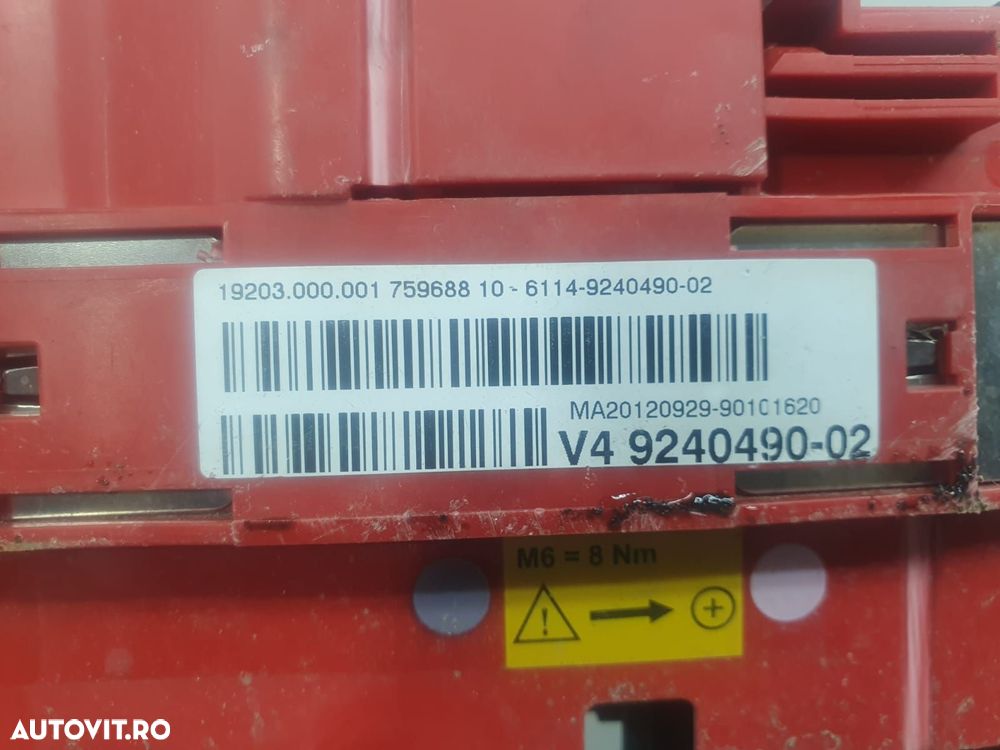 19203.000.001 759688 10 - 6114-9240490-02
MA20120929-90101620
V4 9240490-02
M6 = 8 Nm
AUTOVIT.RO